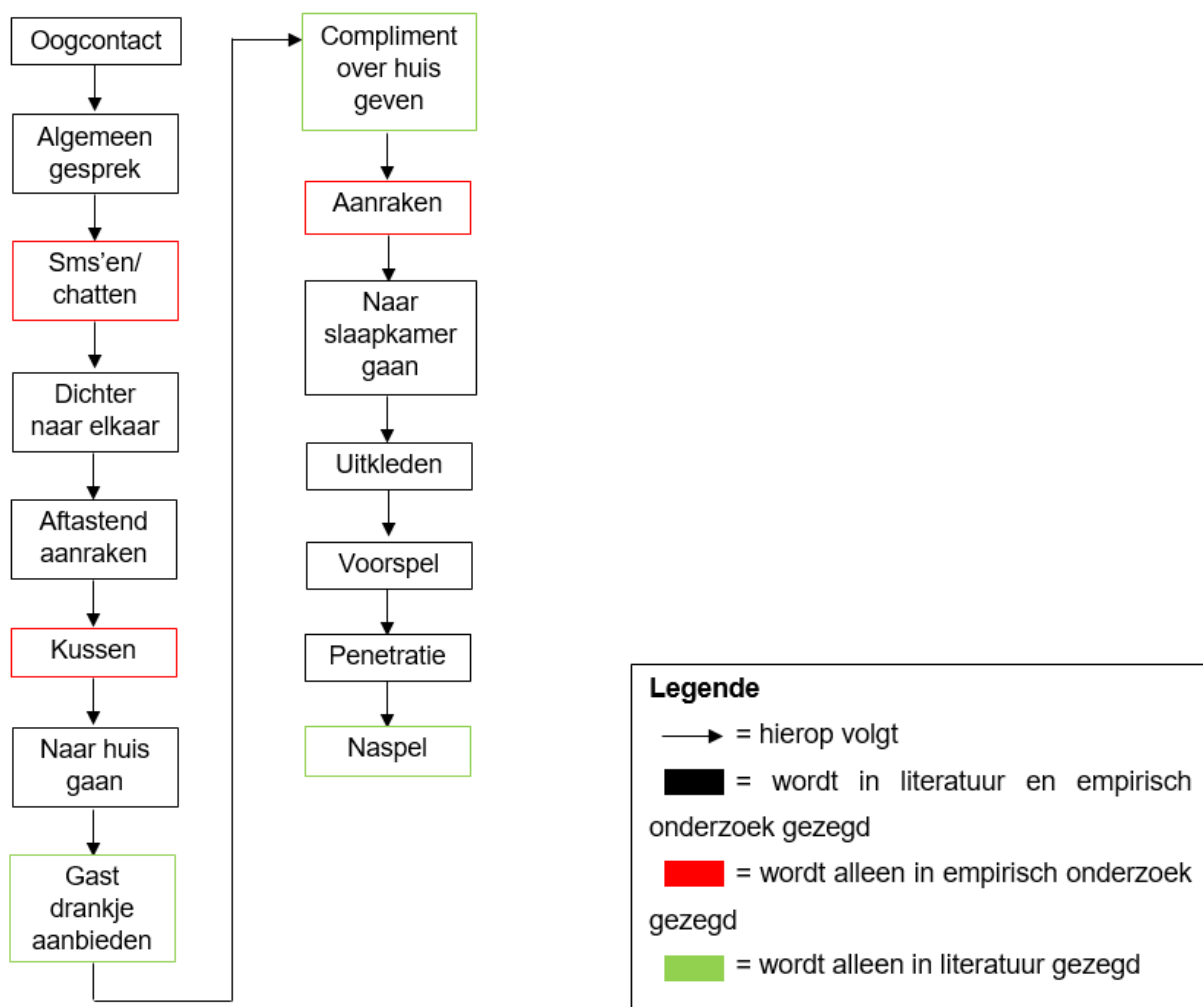 Oogcontact
Algemeen
gesprek
Sms'en/
chatten
Dichter
naar elkaar
Aftastend
aanraken
Kussen
Naar huis
gaan
Gast
drankje
aanbieden
Compliment
over huis
geven
Aanraken
Naar
slaapkamer
gaan
Uitkleden
Voorspel
Penetratie
Naspel
Legende
= hierop volgt
= wordt in literatuur en empirisch
onderzoek gezegd
= wordt alleen in empirisch onderzoek
gezegd
= wordt alleen in literatuur gezegd